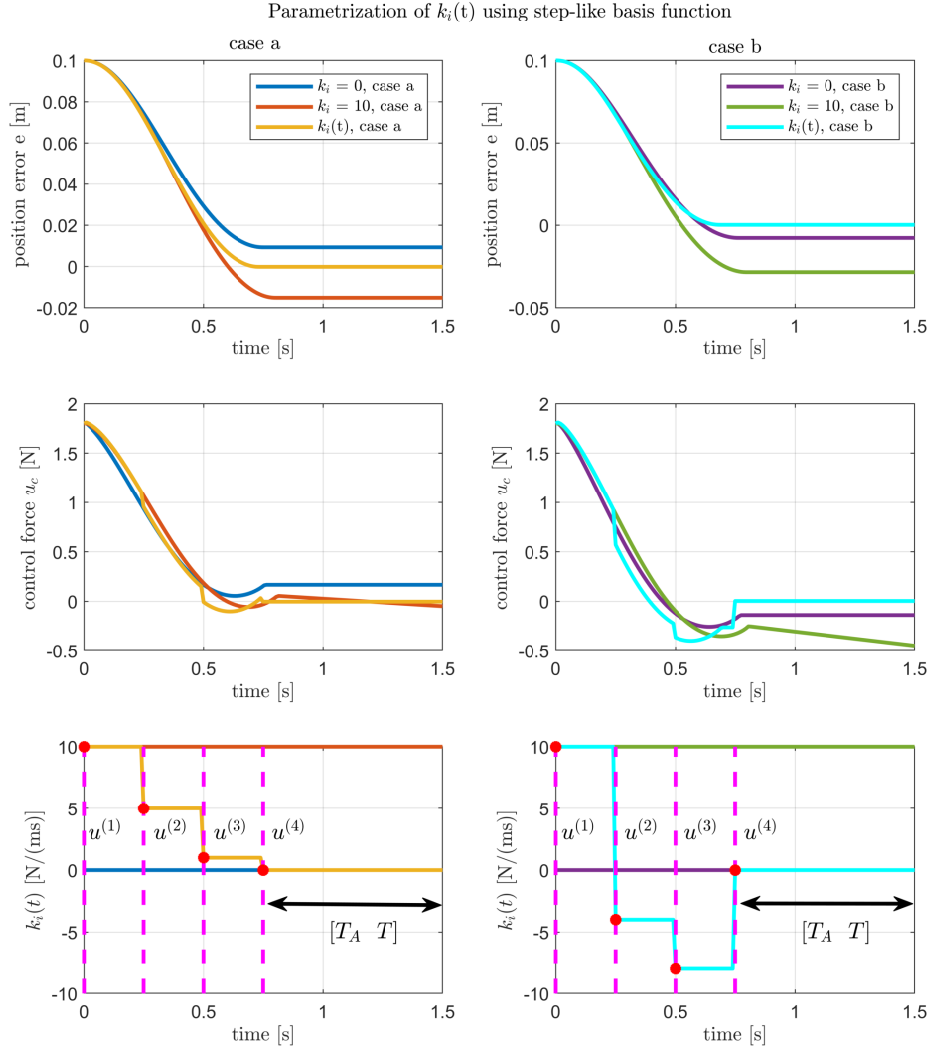 Parametrization of k_i(t) using step-like basis function
case a
0.1
0.08
0.06
0.04
0.02
0
-0.02
position error e [m]
k_i = 0, case a
k_i = 10, case a
k_i(t), case a
0 0.5 1 1.5
time [s]
case b
0.1
0.05
0
-0.05
position error e [m]
k_i = 0, case b
k_i = 10, case b
k_i(t), case b
0 0.5 1 1.5
time [s]
2
1.5
1
0.5
0
-0.5
control force u_c [N]
0 0.5 1 1.5
time [s]
2
1.5
1
0.5
0
-0.5
control force u_c [N]
0 0.5 1 1.5
time [s]
10
5
0
-5
-10
k_i(t) [N/(ms)]
u^(1) u^(2) u^(3) u^(4)
[T_A T]
0 0.5 1 1.5
time [s]
10
5
0
-5
-10
k_i(t) [N/(ms)]
u^(1) u^(2) u^(3) u^(4)
[T_A T]
0 0.5 1 1.5
time [s]